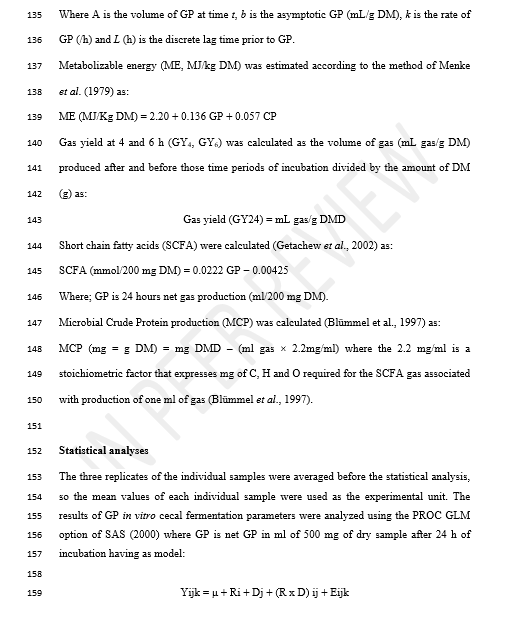 135 Where A is the volume of GP at time t, b is the asymptotic GP (mL/g DM), k is the rate of
136 GP (/h) and L (h) is the discrete lag time prior to GP.
137 Metabolizable energy (ME, MJ/kg DM) was estimated according to the method of Menke
138 et al. (1979) as:
139 ME (MJ/Kg DM) = 2.20 + 0.136 GP + 0.057 CP
140 Gas yield at 4 and 6 h (GY₄, GY₆) was calculated as the volume of gas (mL gas/g DM)
141 produced after and before those time periods of incubation divided by the amount of DM
142 (g) as:
143 Gas yield (GY24) = mL gas/g DMD
144 Short chain fatty acids (SCFA) were calculated (Getachew et al., 2002) as:
145 SCFA (mmol/200 mg DM) = 0.0222 GP – 0.00425
146 Where; GP is 24 hours net gas production (ml/200 mg DM).
147 Microbial Crude Protein production (MCP) was calculated (Blümmel et al., 1997) as:
148 MCP (mg = g DM) = mg DMD – (ml gas × 2.2mg/ml) where the 2.2 mg/ml is a
149 stoichiometric factor that expresses mg of C, H and O required for the SCFA gas associated
150 with production of one ml of gas (Blümmel et al., 1997).
151
152 Statistical analyses
153 The three replicates of the individual samples were averaged before the statistical analysis,
154 so the mean values of each individual sample were used as the experimental unit. The
155 results of GP in vitro cecal fermentation parameters were analyzed using the PROC GLM
156 option of SAS (2000) where GP is net GP in ml of 500 mg of dry sample after 24 h of
157 incubation having as model:
158
159 Yijk = µ + Ri + Dj + (R x D) ij + Eijk
IN PEER REVIEW